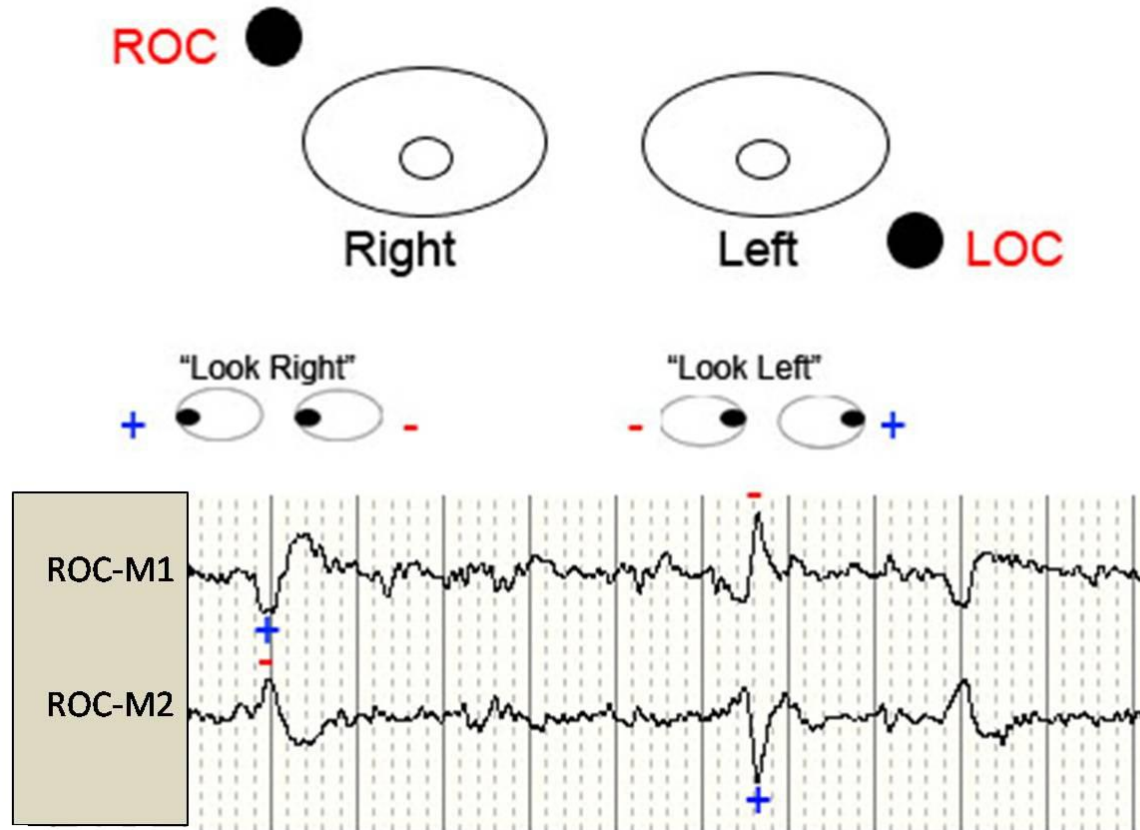 ROC
Right Left
LOC
"Look Right" "Look Left"
+ - - +
-
ROC-M1
+
-
ROC-M2
+